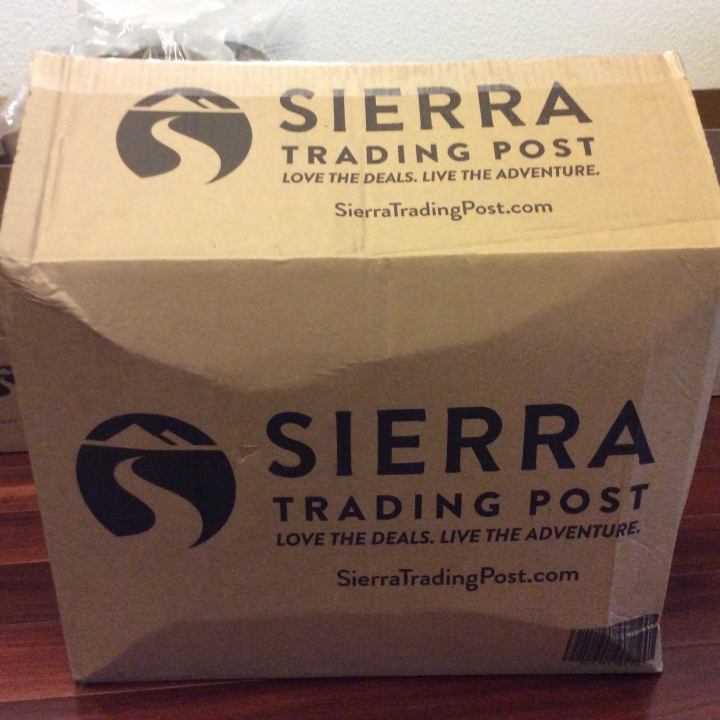 SIERRA
TRADING POST
LOVE THE DEALS. LIVE THE ADVENTURE.
SierraTradingPost.com
SIERRA
TRADING POST
LOVE THE DEALS. LIVE THE ADVENTURE.
SierraTradingPost.com